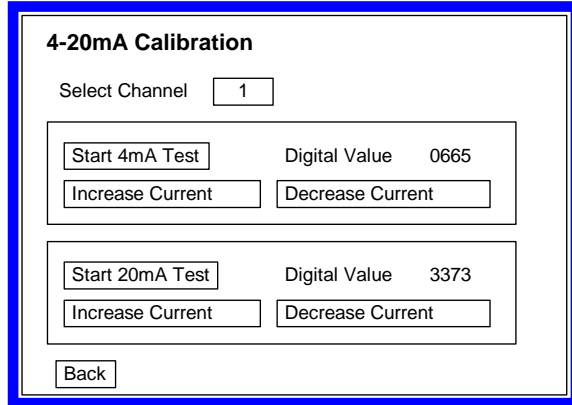 4-20mA Calibration
Select Channel 1
Start 4mA Test Digital Value 0665
Increase Current Decrease Current
Start 20mA Test Digital Value 3373
Increase Current Decrease Current
Back